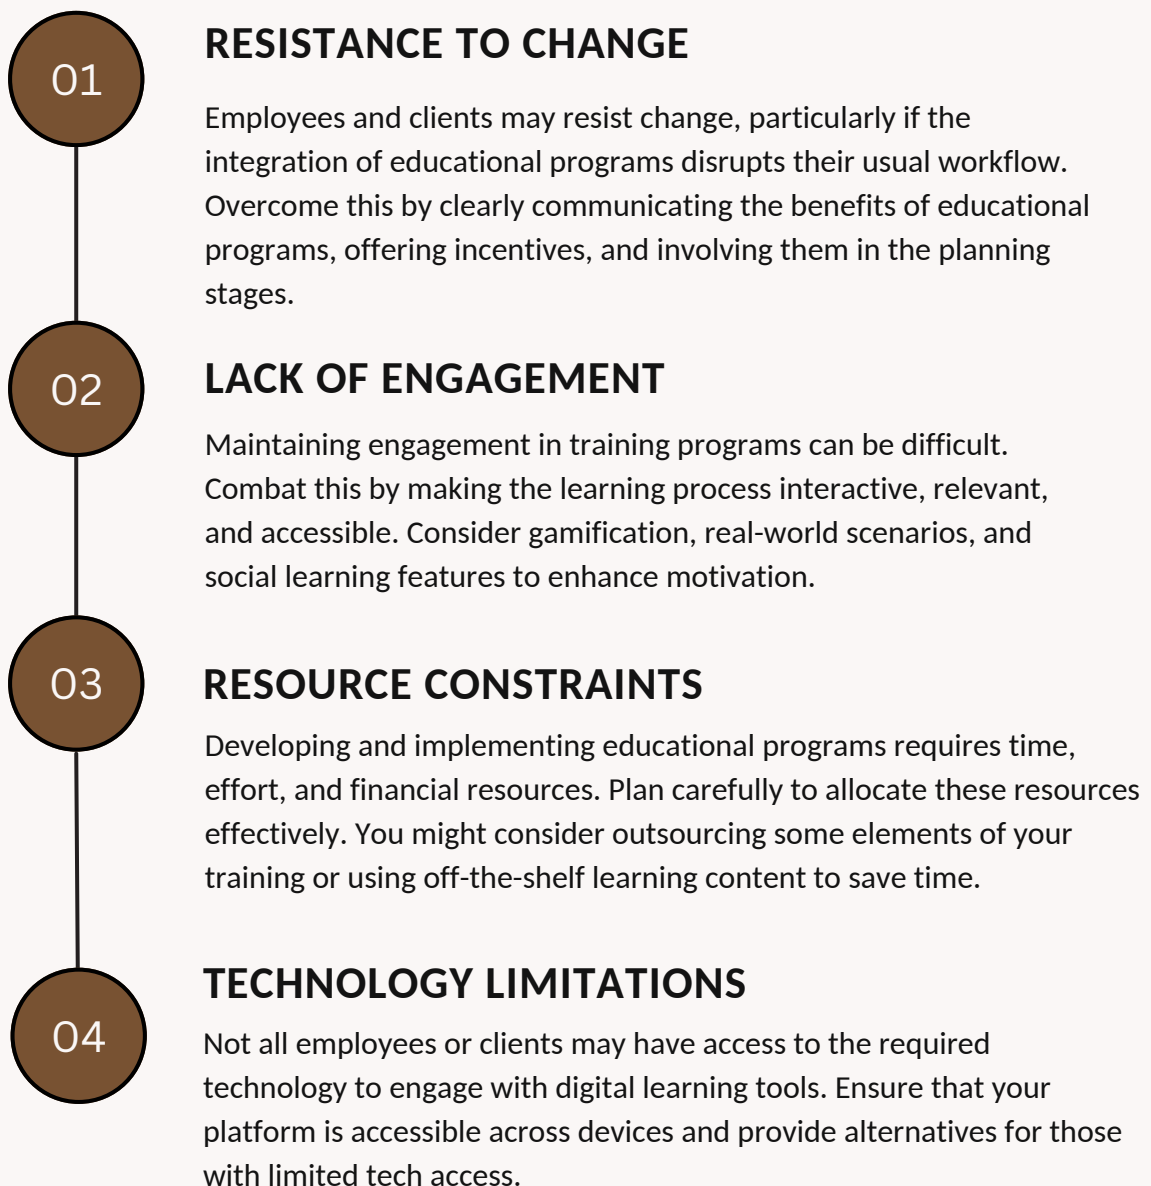 01
RESISTANCE TO CHANGE
Employees and clients may resist change, particularly if the
integration of educational programs disrupts their usual workflow.
Overcome this by clearly communicating the benefits of educational
programs, offering incentives, and involving them in the planning
stages.
02
LACK OF ENGAGEMENT
Maintaining engagement in training programs can be difficult.
Combat this by making the learning process interactive, relevant,
and accessible. Consider gamification, real-world scenarios, and
social learning features to enhance motivation.
03
RESOURCE CONSTRAINTS
Developing and implementing educational programs requires time,
effort, and financial resources. Plan carefully to allocate these resources
effectively. You might consider outsourcing some elements of your
training or using off-the-shelf learning content to save time.
04
TECHNOLOGY LIMITATIONS
Not all employees or clients may have access to the required
technology to engage with digital learning tools. Ensure that your
platform is accessible across devices and provide alternatives for those
with limited tech access.